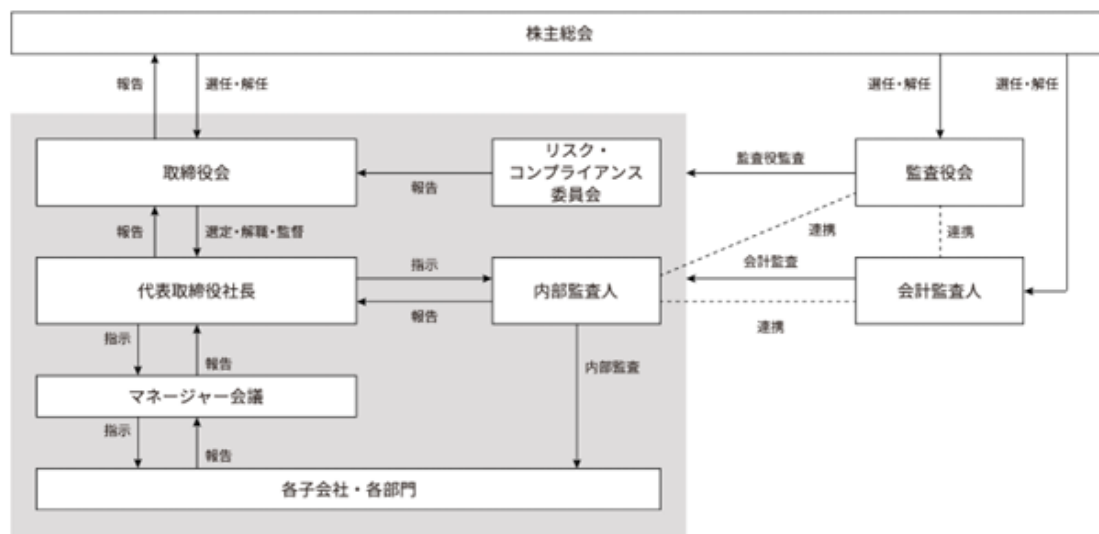 株主総会
報告
選任・解任
選任・解任
選任・解任
取締役会
報告
リスク・
コンプライアンス
委員会
監査役監査
監査役会
報告
選定・解職・監督
連携
連携
代表取締役社長
指示
報告
内部監査人
会計監査
連携
会計監査人
指示
報告
内部監査
マネージャー会議
指示
報告
各子会社・各部門